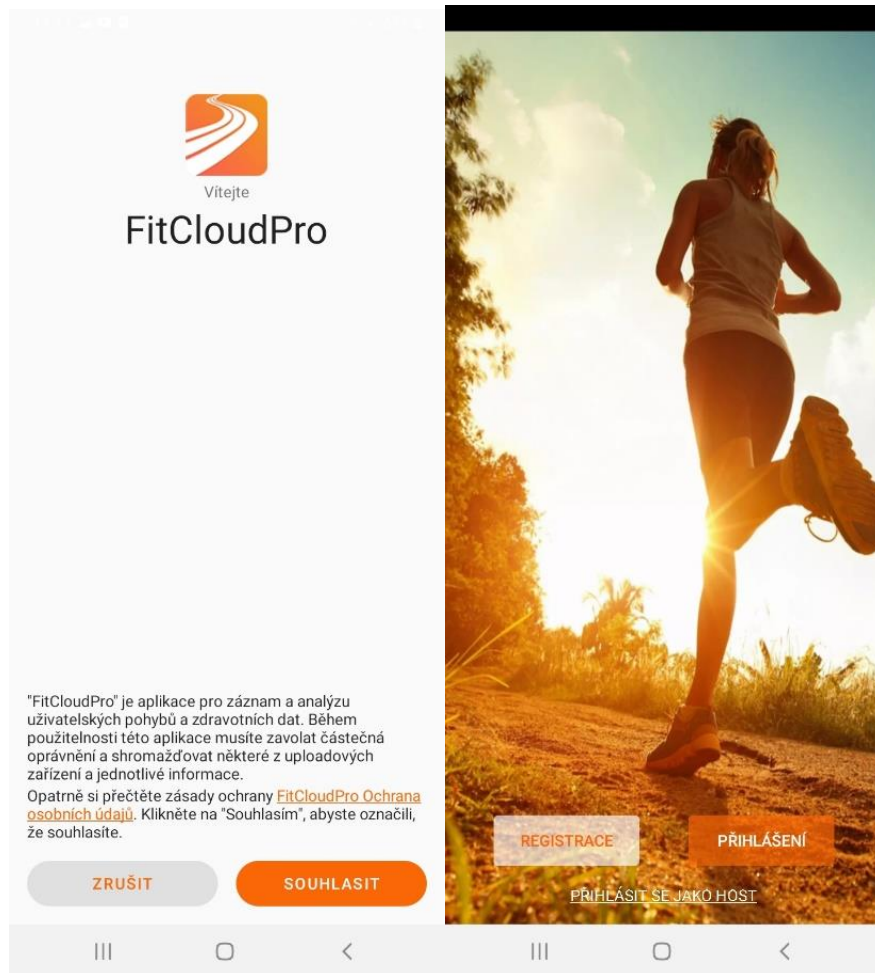 Vítejte
FitCloudPro
"FitCloudPro" je aplikace pro záznam a analýzu
uživatelských pohybů a zdravotních dat. Během
použitelnosti této aplikace musíte zavolat částečná
oprávnění a shromažďovat některé z uploadových
zařízení a jednotlivé informace.
Opatrně si přečtěte zásady ochrany FitCloudPro Ochrana
osobních údajů. Klikněte na "Souhlasím", abyste označili,
že souhlasíte.
ZRUŠIT
SOUHLASIT
REGISTRACE
PŘIHLÁŠENÍ
PŘIHLÁSIT SE JAKO HOST